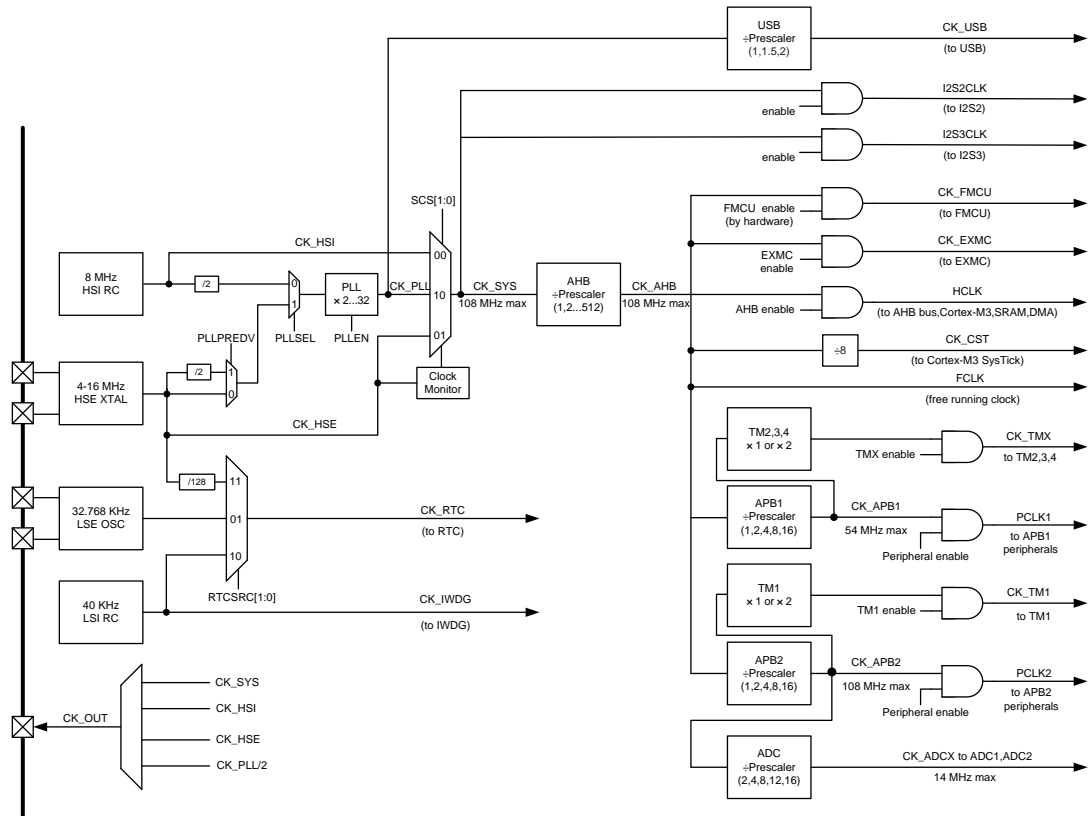 USB
÷Prescaler
(1,1.5,2)
CK_USB
(to USB)
I2S2CLK
(to I2S2)
enable
I2S3CLK
(to I2S3)
enable
SCS[1:0]
CK_FMCU
(to FMCU)
FMCU enable
(by hardware)
CK_EXMC
(to EXMC)
EXMC
enable
CK_HSI
00
8 MHz
HSI RC
/2
0
1
PLL
× 2...32
CK_PLL
10
CK_SYS
108 MHz max
AHB
÷Prescaler
(1,2...512)
CK_AHB
108 MHz max
HCLK
(to AHB bus,Cortex-M3,SRAM,DMA)
AHB enable
PLLPREDV
PLLSEL
PLLEN
01
÷8
CK_CST
(to Cortex-M3 SysTick)
4-16 MHz
HSE XTAL
/2
1
0
Clock
Monitor
FCLK
(free running clock)
CK_HSE
TM2,3,4
× 1 or × 2
CK_TMX
to TM2,3,4
TMX enable
/128
11
32.768 KHz
LSE OSC
01
CK_RTC
(to RTC)
10
APB1
÷Prescaler
(1,2,4,8,16)
CK_APB1
54 MHz max
PCLK1
to APB1
peripherals
Peripheral enable
RTCSRC[1:0]
40 KHz
LSI RC
CK_IWDG
(to IWDG)
TM1
× 1 or × 2
CK_TM1
to TM1
TM1 enable
APB2
÷Prescaler
(1,2,4,8,16)
CK_APB2
108 MHz max
PCLK2
to APB2
peripherals
Peripheral enable
CK_OUT
CK_SYS
CK_HSI
CK_HSE
CK_PLL/2
ADC
÷Prescaler
(2,4,8,12,16)
CK_ADCX to ADC1,ADC2
14 MHz max